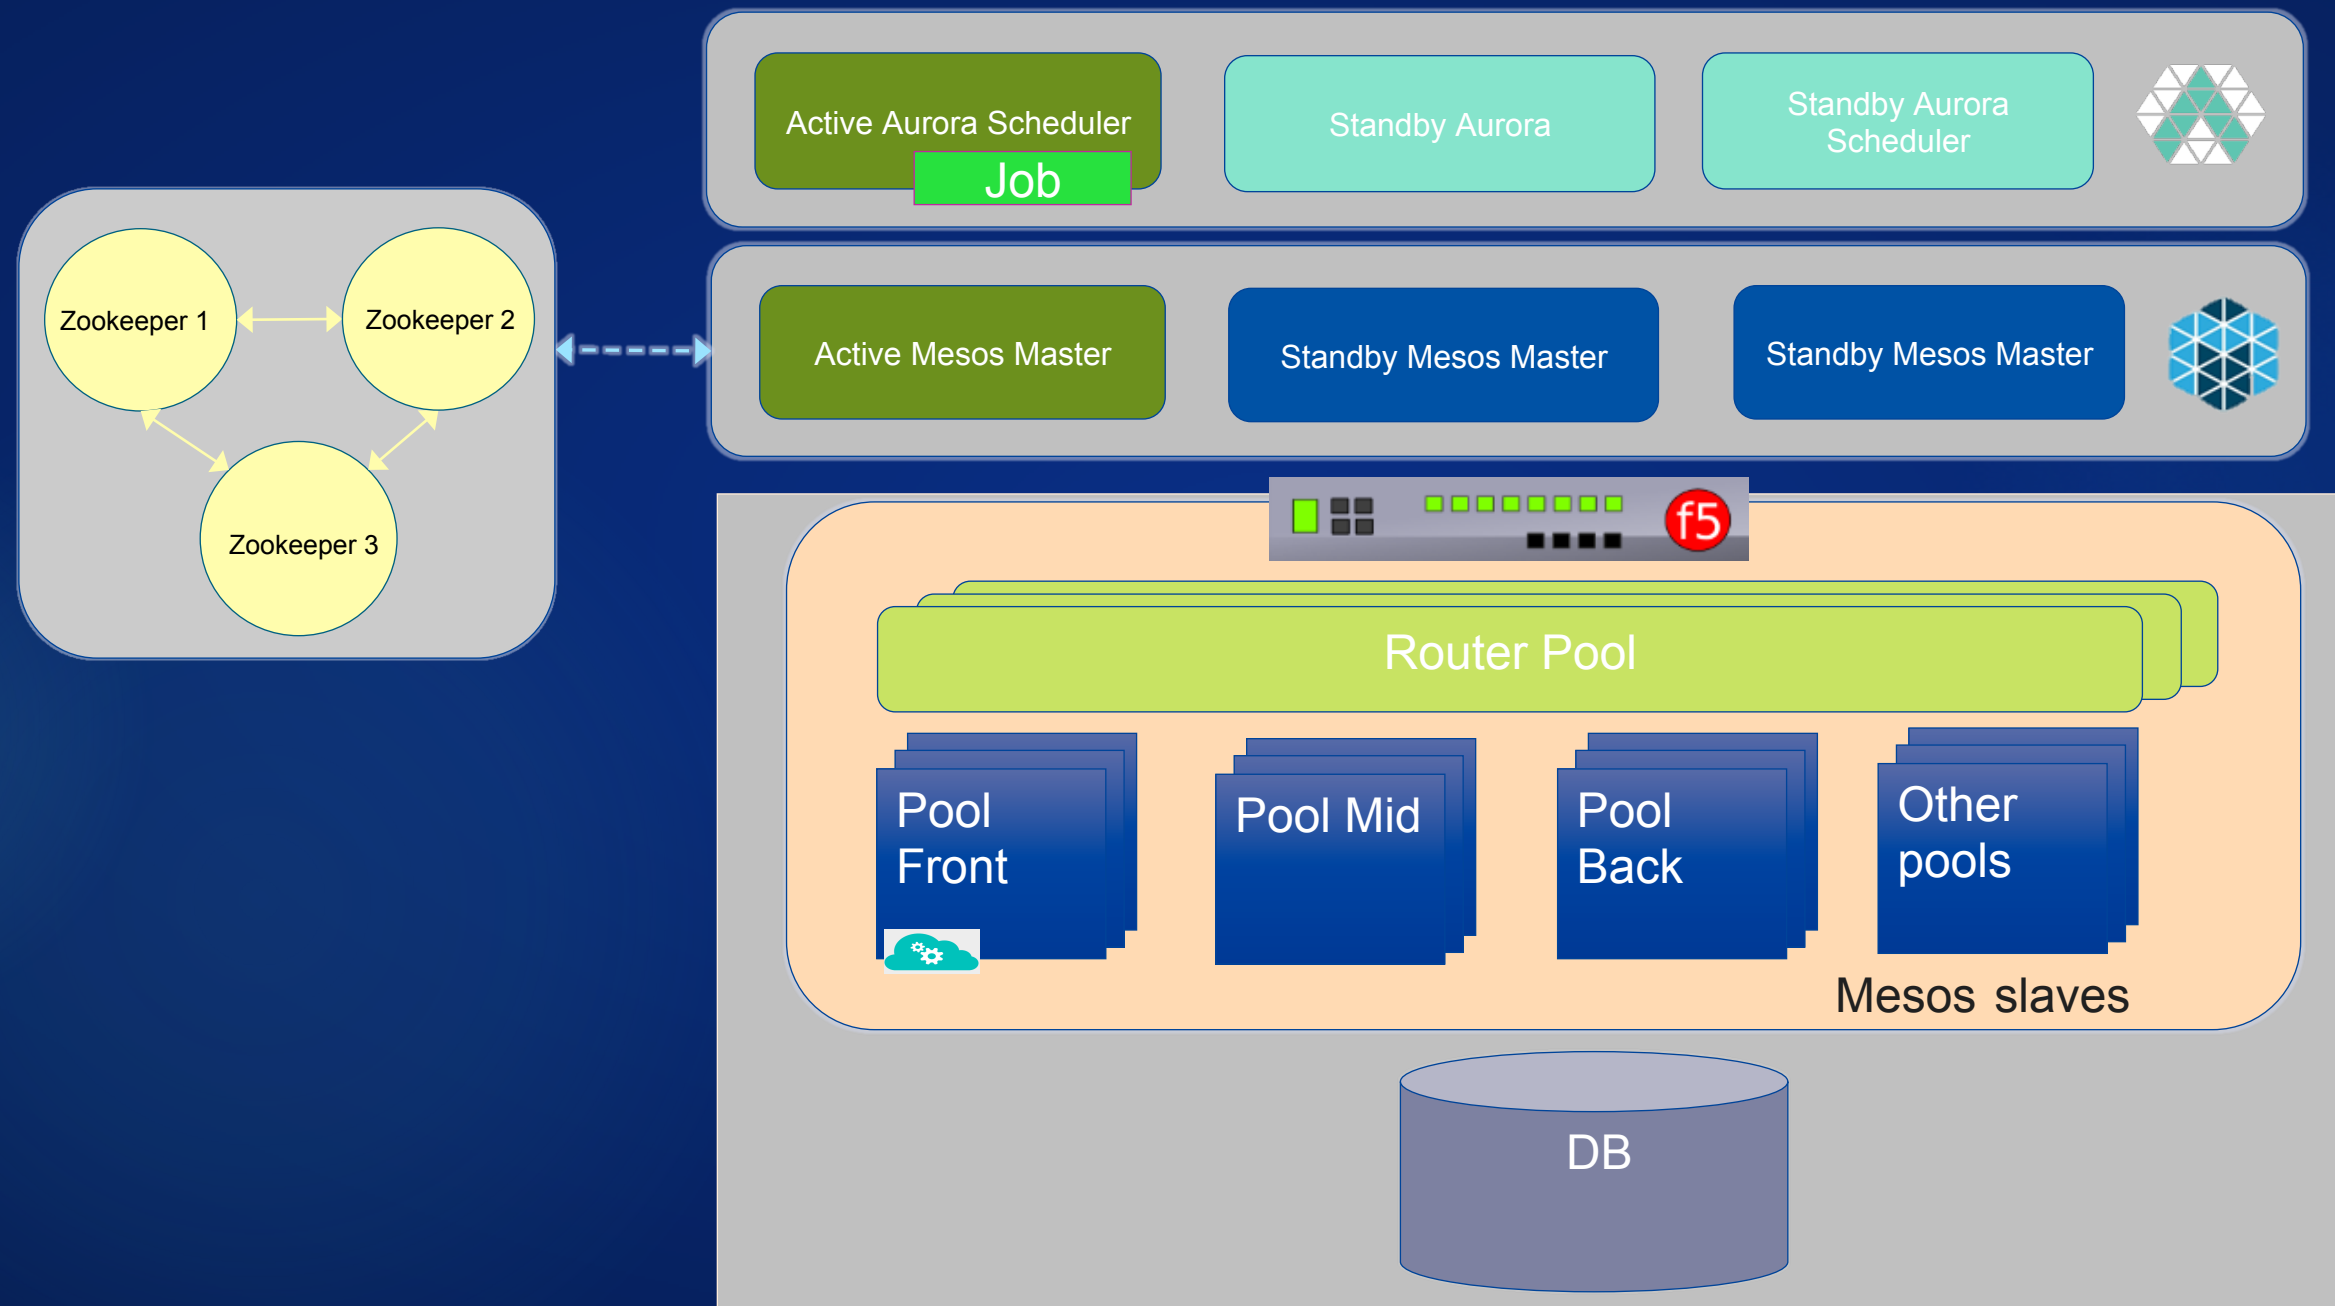 Active Aurora Scheduler
Job
Standby Aurora
Standby Aurora
Scheduler
Zookeeper 1
Zookeeper 2
Zookeeper 3
Active Mesos Master
Standby Mesos Master
Standby Mesos Master
f5
Router Pool
Pool
Front
Pool Mid
Pool
Back
Other
pools
Mesos slaves
DB